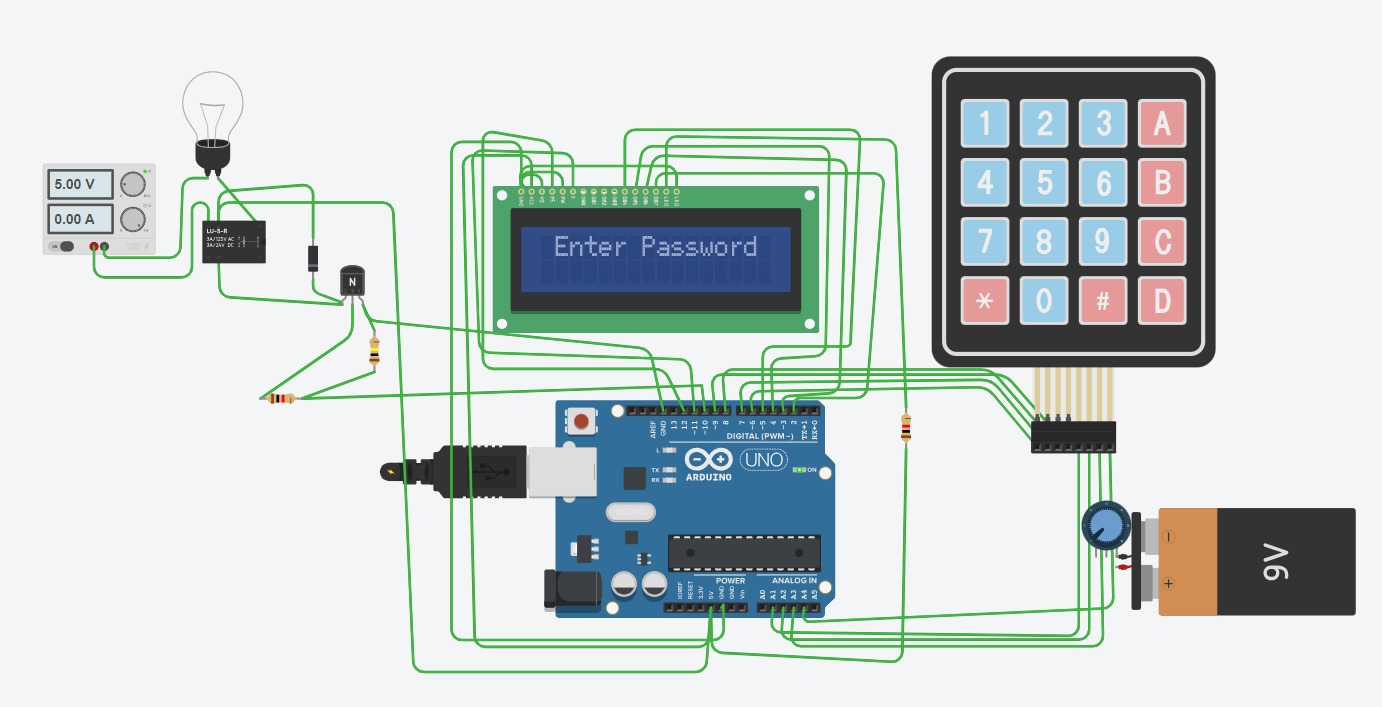 5.00 V
0.00 A
LU-5-R
3A/125V AC
3A/24V DC
N
Enter Password
1 2 3 A
4 5 6 B
7 8 9 C
* 0 # D
AREF
GND
13
12
~11
~10
~9
8
7
~6
~5
4
~3
2
TX→1
RX←0
DIGITAL (PWM~)
L
TX
RX
ARDUINO
UNO
ON
POWER
ANALOG IN
IOREF
RESET
3.3V
5V
GND
GND
Vin
A0
A1
A2
A3
A4
A5
9V